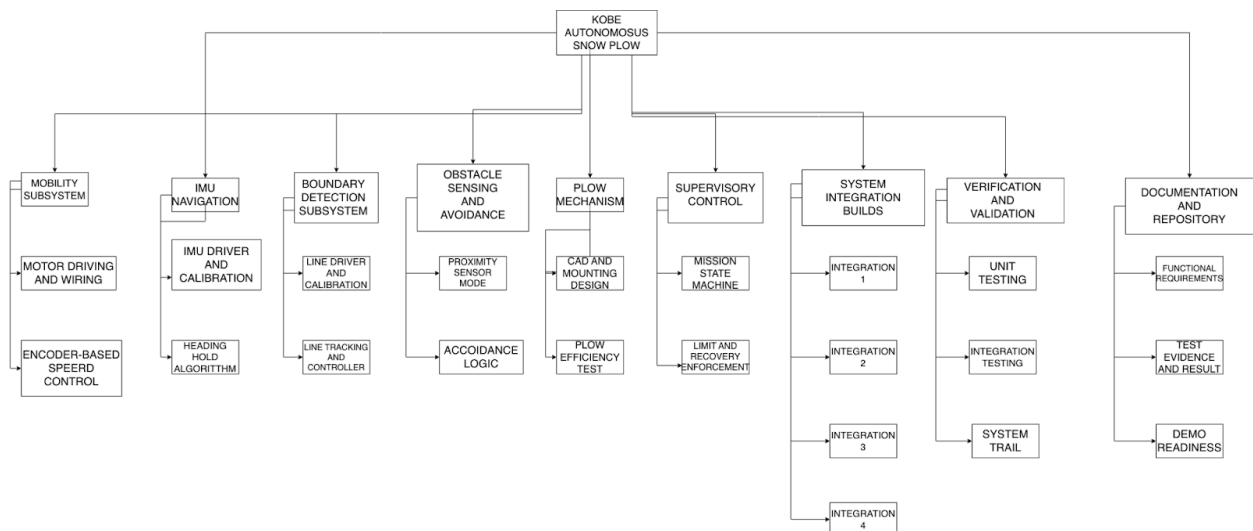 KOBE
AUTONOMOSUS
SNOW PLOW
MOBILITY
SUBSYSTEM
IMU
NAVIGATION
BOUNDARY
DETECTION
SUBSYSTEM
OBSTACLE
SENSING
AND
AVOIDANCE
PLOW
MECHANISM
SUPERVISORY
CONTROL
SYSTEM
INTEGRATION
BUILDS
VERIFICATION
AND
VALIDATION
DOCUMENTATION
AND
REPOSITORY
MOTOR DRIVING
AND WIRING
IMU DRIVER
AND
CALIBRATION
LINE DRIVER
AND
CALIBRATION
PROXIMITY
SENSOR
MODE
CAD AND
MOUNTING
DESIGN
MISSION
STATE
MACHINE
INTEGRATION
1
UNIT
TESTING
FUNCTIONAL
REQUIREMENTS
ENCODER-BASED
SPEERD
CONTROL
HEADING
HOLD
ALGORITTHM
LINE TRACKING
AND
CONTROLLER
ACCOIDANCE
LOGIC
PLOW
EFFICIENCY
TEST
LIMIT AND
RECOVERY
ENFORCEMENT
INTEGRATION
2
INTEGRATION
TESTING
TEST
EVIDENCE
AND RESULT
INTEGRATION
3
SYSTEM
TRAIL
DEMO
READINESS
INTEGRATION
4